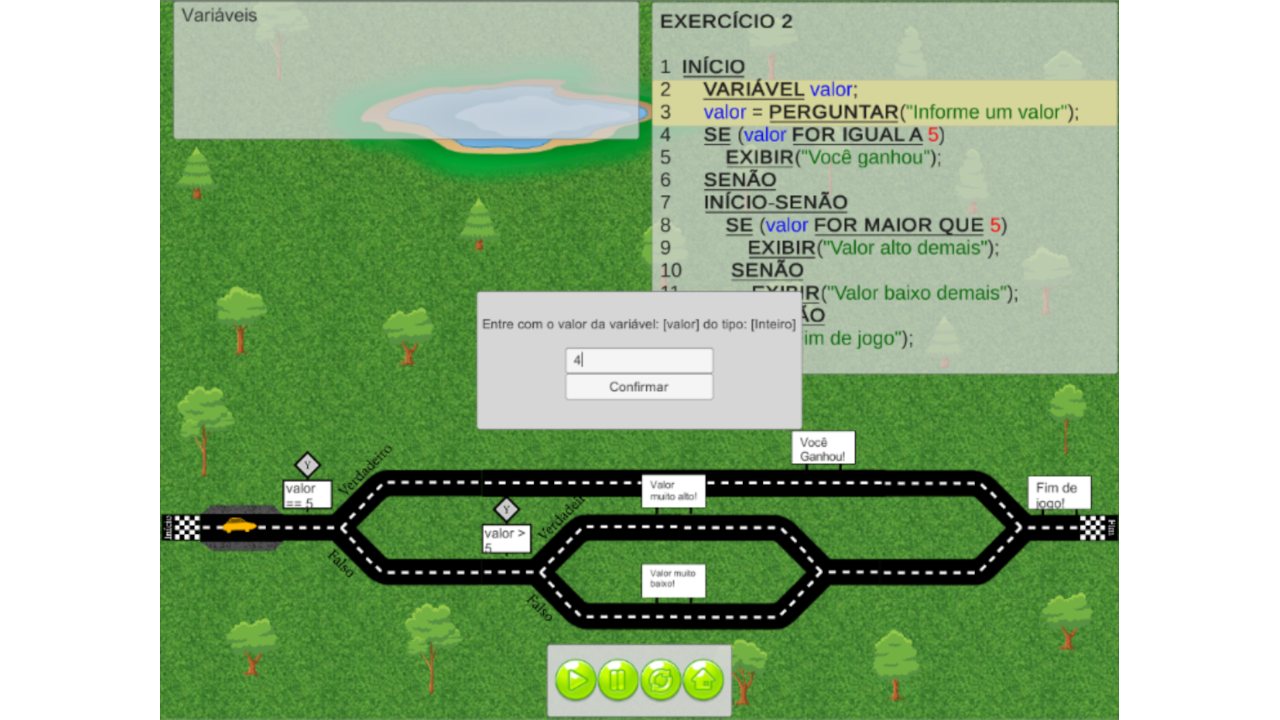 Variáveis
EXERCÍCIO 2
1 INÍCIO
2 VARIÁVEL valor;
3 valor = PERGUNTAR("Informe um valor");
4 SE (valor FOR IGUAL A 5)
5 EXIBIR("Você ganhou");
6 SENÃO
7 INÍCIO-SENÃO
8 SE (valor FOR MAIOR QUE 5)
9 EXIBIR("Valor alto demais");
10 SENÃO
11 EXIBIR("Valor baixo demais");
ÃO
im de jogo");
Entre com o valor da variável: [valor] do tipo: [Inteiro]
4
Confirmar
Você
Ganhou!
Y
valor
== 5
Verdadeiro
Falso
Início
Y
valor >
5
Verdadei
Falso
Valor
muito alto!
Valor muito
baixo!
Fim de
jogo!
Fim